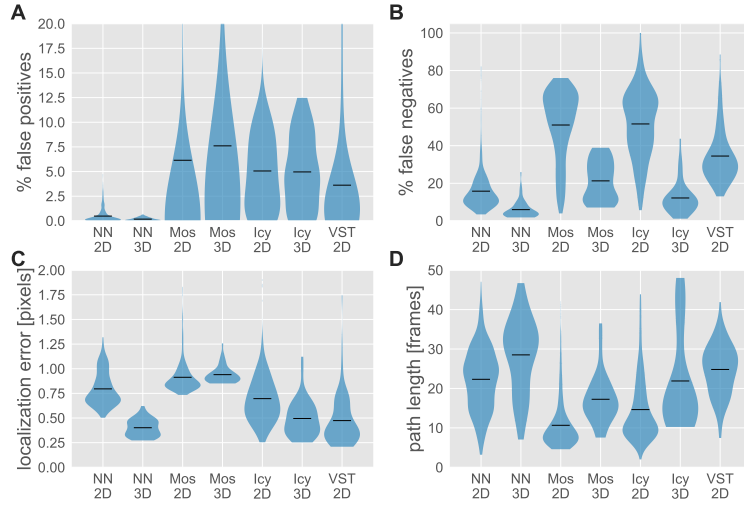 A
% false positives
20.0
17.5
15.0
12.5
10.0
7.5
5.0
2.5
0.0
NN NN Mos Mos Icy Icy VST
2D 3D 2D 3D 2D 3D 2D
B
% false negatives
100
80
60
40
20
0
NN NN Mos Mos Icy Icy VST
2D 3D 2D 3D 2D 3D 2D
C
localization error [pixels]
2.00
1.75
1.50
1.25
1.00
0.75
0.50
0.25
0.00
NN NN Mos Mos Icy Icy VST
2D 3D 2D 3D 2D 3D 2D
D
path length [frames]
50
40
30
20
10
0
NN NN Mos Mos Icy Icy VST
2D 3D 2D 3D 2D 3D 2D